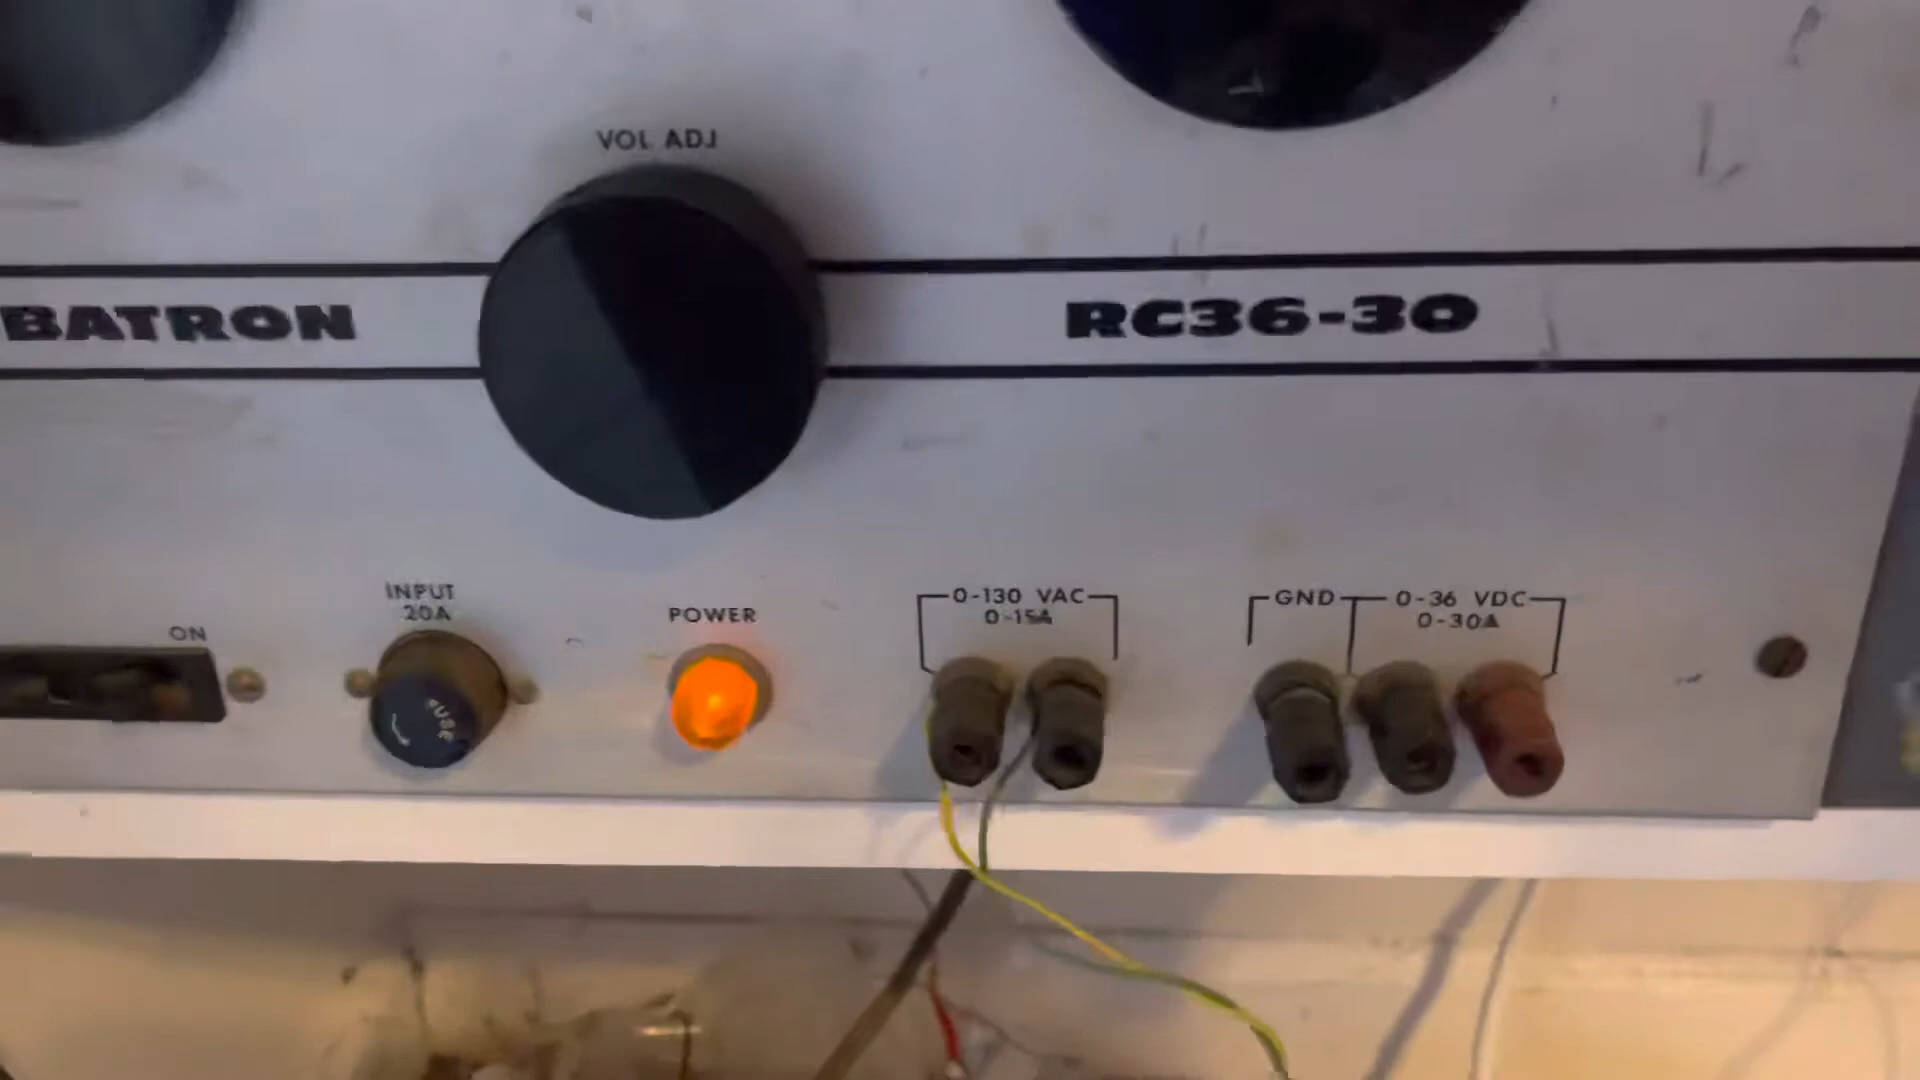 VOL ADJ
BATRON
RC36-30
ON
INPUT
20A
FUSE
POWER
0-130 VAC
0-15A
GND
0-36 VDC
0-30A